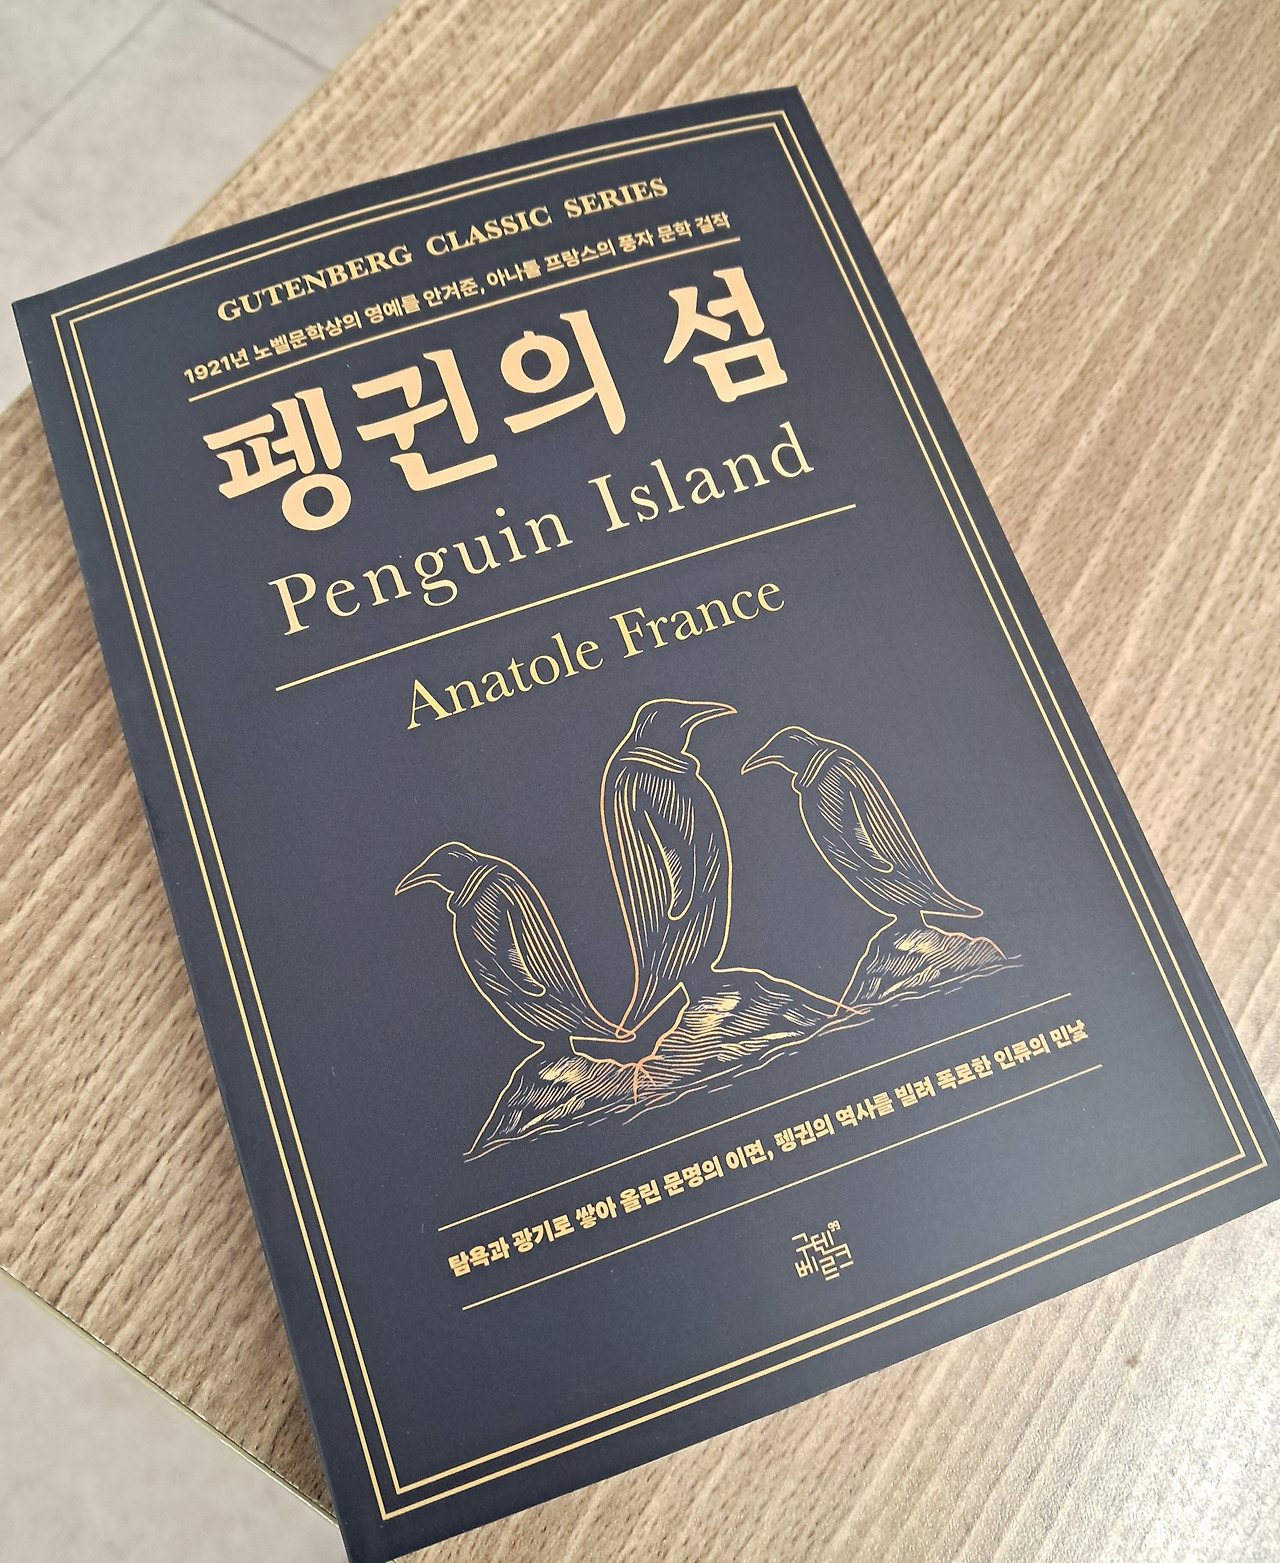 GUTENBERG CLASSIC SERIES
1921년 노벨문학상의 영예를 안겨준, 아나톨 프랑스의 풍자 문학 걸작
펭귄의 섬
Penguin Island
Anatole France
탐욕과 광기로 쌓아 올린 문명의 이면, 펭귄의 역사를 빌려 폭로한 인류의 민낯
구텐
베르크